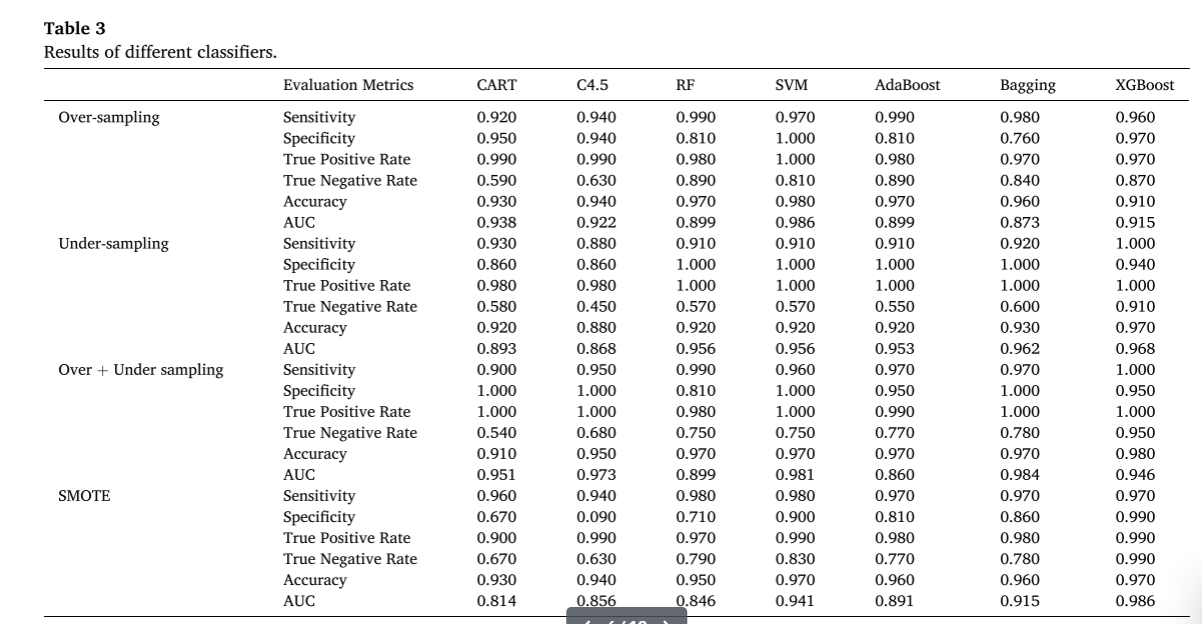 Table 3
Results of different classifiers.
Evaluation Metrics CART C4.5 RF SVM AdaBoost Bagging XGBoost
Over-sampling Sensitivity 0.920 0.940 0.990 0.970 0.990 0.980 0.960
Specificity 0.950 0.940 0.810 1.000 0.810 0.760 0.970
True Positive Rate 0.990 0.990 0.980 1.000 0.980 0.970 0.970
True Negative Rate 0.590 0.630 0.890 0.810 0.890 0.840 0.870
Accuracy 0.930 0.940 0.970 0.980 0.970 0.960 0.910
AUC 0.938 0.922 0.899 0.986 0.899 0.873 0.915
Under-sampling Sensitivity 0.930 0.880 0.910 0.910 0.910 0.920 1.000
Specificity 0.860 0.860 1.000 1.000 1.000 1.000 0.940
True Positive Rate 0.980 0.980 1.000 1.000 1.000 1.000 1.000
True Negative Rate 0.580 0.450 0.570 0.570 0.550 0.600 0.910
Accuracy 0.920 0.880 0.920 0.920 0.920 0.930 0.970
AUC 0.893 0.868 0.956 0.956 0.953 0.962 0.968
Over + Under sampling Sensitivity 0.900 0.950 0.990 0.960 0.970 0.970 1.000
Specificity 1.000 1.000 0.810 1.000 0.950 1.000 0.950
True Positive Rate 1.000 1.000 0.980 1.000 0.990 1.000 1.000
True Negative Rate 0.540 0.680 0.750 0.750 0.770 0.780 0.950
Accuracy 0.910 0.950 0.970 0.970 0.970 0.970 0.980
AUC 0.951 0.973 0.899 0.981 0.860 0.984 0.946
SMOTE Sensitivity 0.960 0.940 0.980 0.980 0.970 0.970 0.970
Specificity 0.670 0.090 0.710 0.900 0.810 0.860 0.990
True Positive Rate 0.900 0.990 0.970 0.990 0.980 0.980 0.990
True Negative Rate 0.670 0.630 0.790 0.830 0.770 0.780 0.990
Accuracy 0.930 0.940 0.950 0.970 0.960 0.960 0.970
AUC 0.814 0.856 0.846 0.941 0.891 0.915 0.986